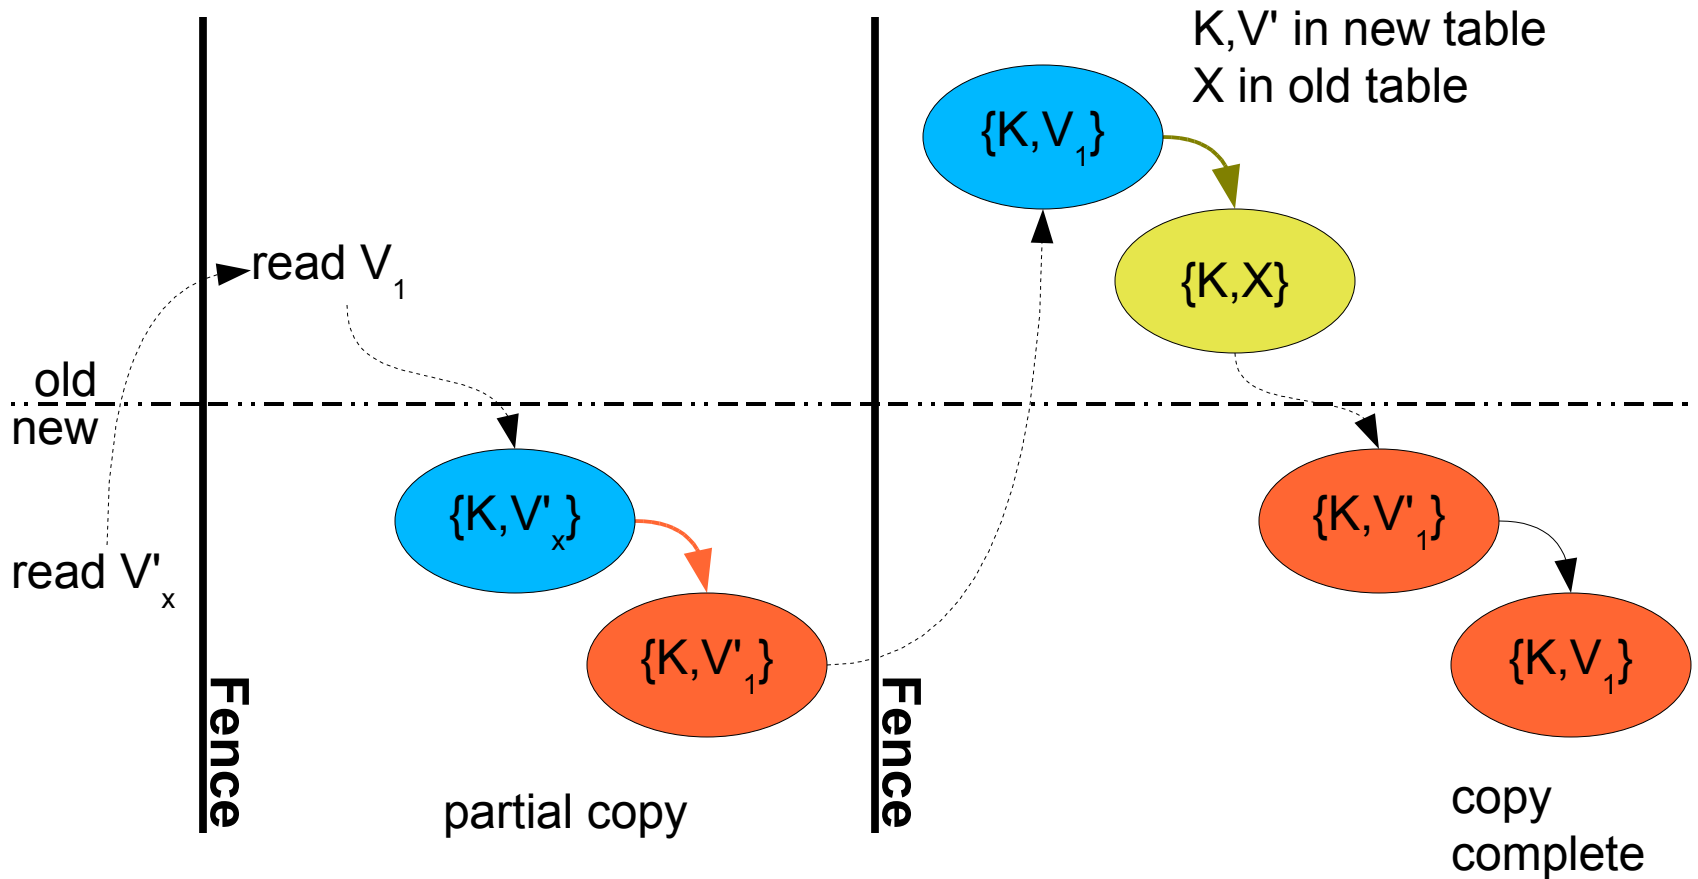 K,V' in new table
X in old table
{K,V₁}
read V₁
{K,X}
old
new
{K,V'ₓ}
{K,V'₁}
read V'ₓ
{K,V'₁}
{K,V₁}
Fence
Fence
partial copy
copy
complete